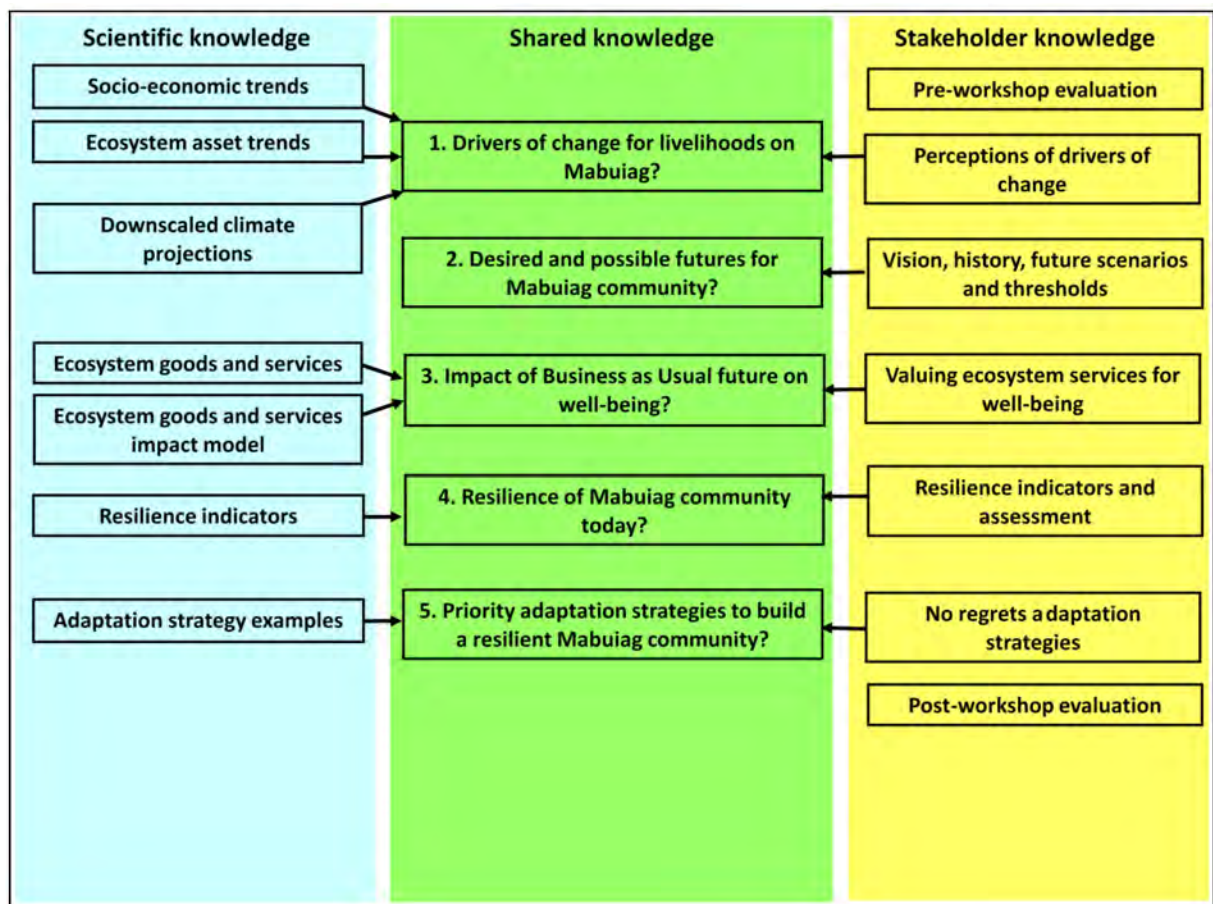 Scientific knowledge
Socio-economic trends
Ecosystem asset trends
Downscaled climate
projections
Ecosystem goods and services
Ecosystem goods and services
impact model
Resilience indicators
Adaptation strategy examples
Shared knowledge
1. Drivers of change for livelihoods on
Mabuiag?
2. Desired and possible futures for
Mabuiag community?
3. Impact of Business as Usual future on
well-being?
4. Resilience of Mabuiag community
today?
5. Priority adaptation strategies to build
a resilient Mabuiag community?
Stakeholder knowledge
Pre-workshop evaluation
Perceptions of drivers of
change
Vision, history, future scenarios
and thresholds
Valuing ecosystem services for
well-being
Resilience indicators and
assessment
No regrets adaptation
strategies
Post-workshop evaluation